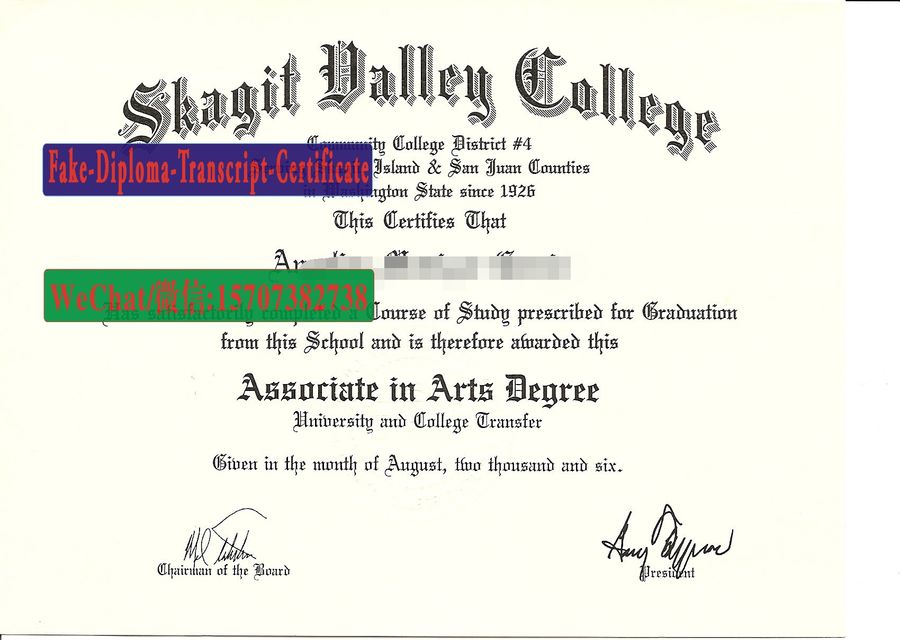 Skagit Valley College
Community College District #4
Fake-Diploma-Transcript-Certificate
Island & San Juan Counties
in Washington State since 1926
This Certifies That
WeChat/微信:15707382738
Has satisfactorily completed a Course of Study prescribed for Graduation
from this School and is therefore awarded this
Associate in Arts Degree
University and College Transfer
Given in the month of August, two thousand and six.
Chairman of the Board
President